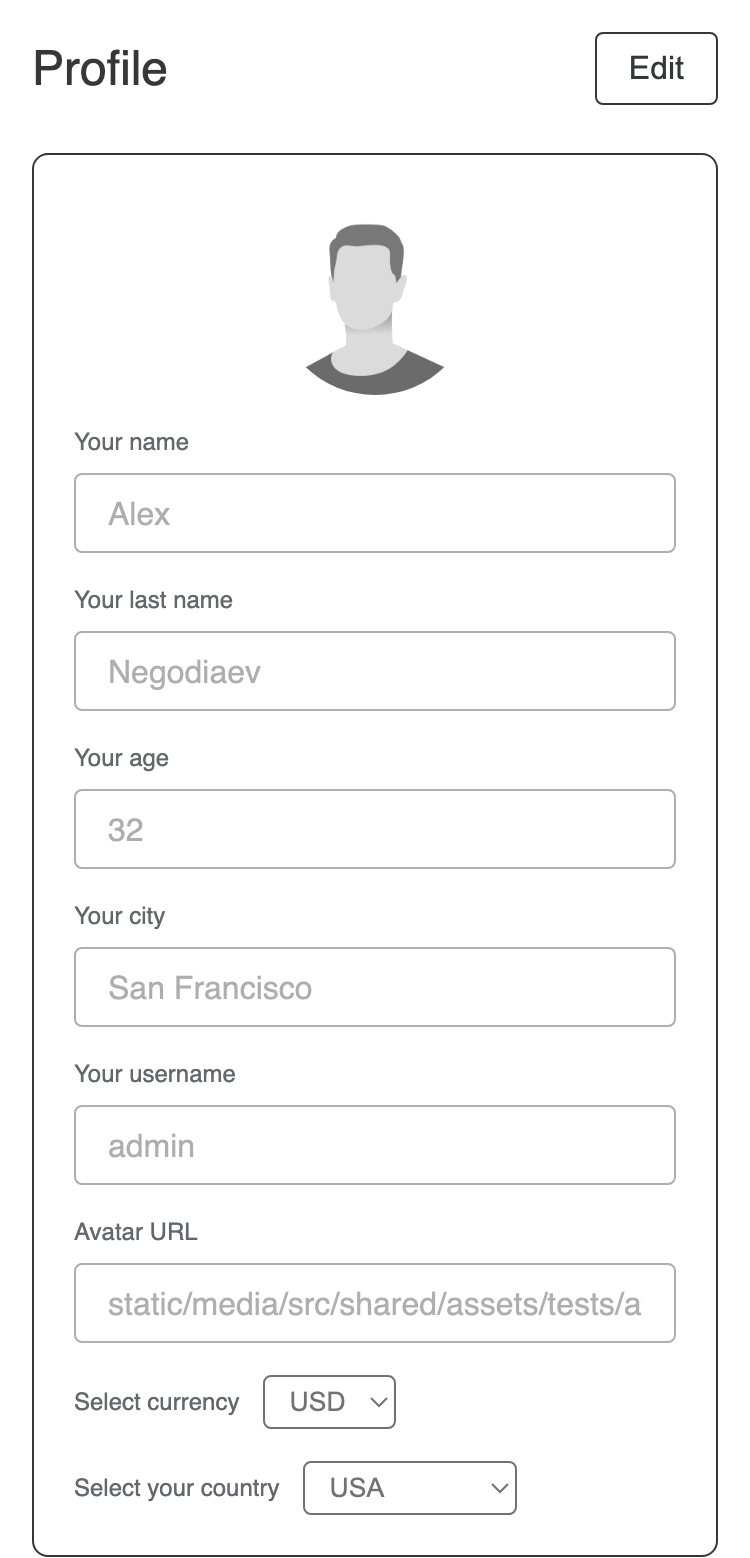 Profile
Edit
Your name
Alex
Your last name
Negodiaev
Your age
32
Your city
San Francisco
Your username
admin
Avatar URL
static/media/src/shared/assets/tests/a
Select currency USD
Select your country USA